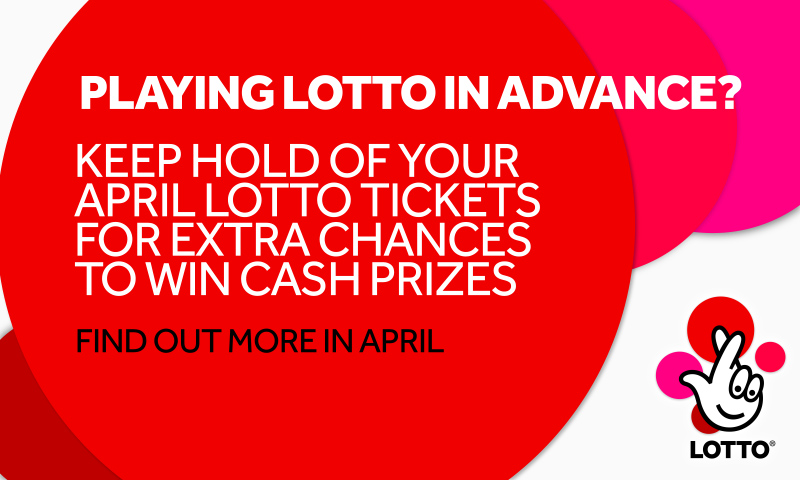 PLAYING LOTTO IN ADVANCE?
KEEP HOLD OF YOUR
APRIL LOTTO TICKETS
FOR EXTRA CHANCES
TO WIN CASH PRIZES
FIND OUT MORE IN APRIL
LOTTO®